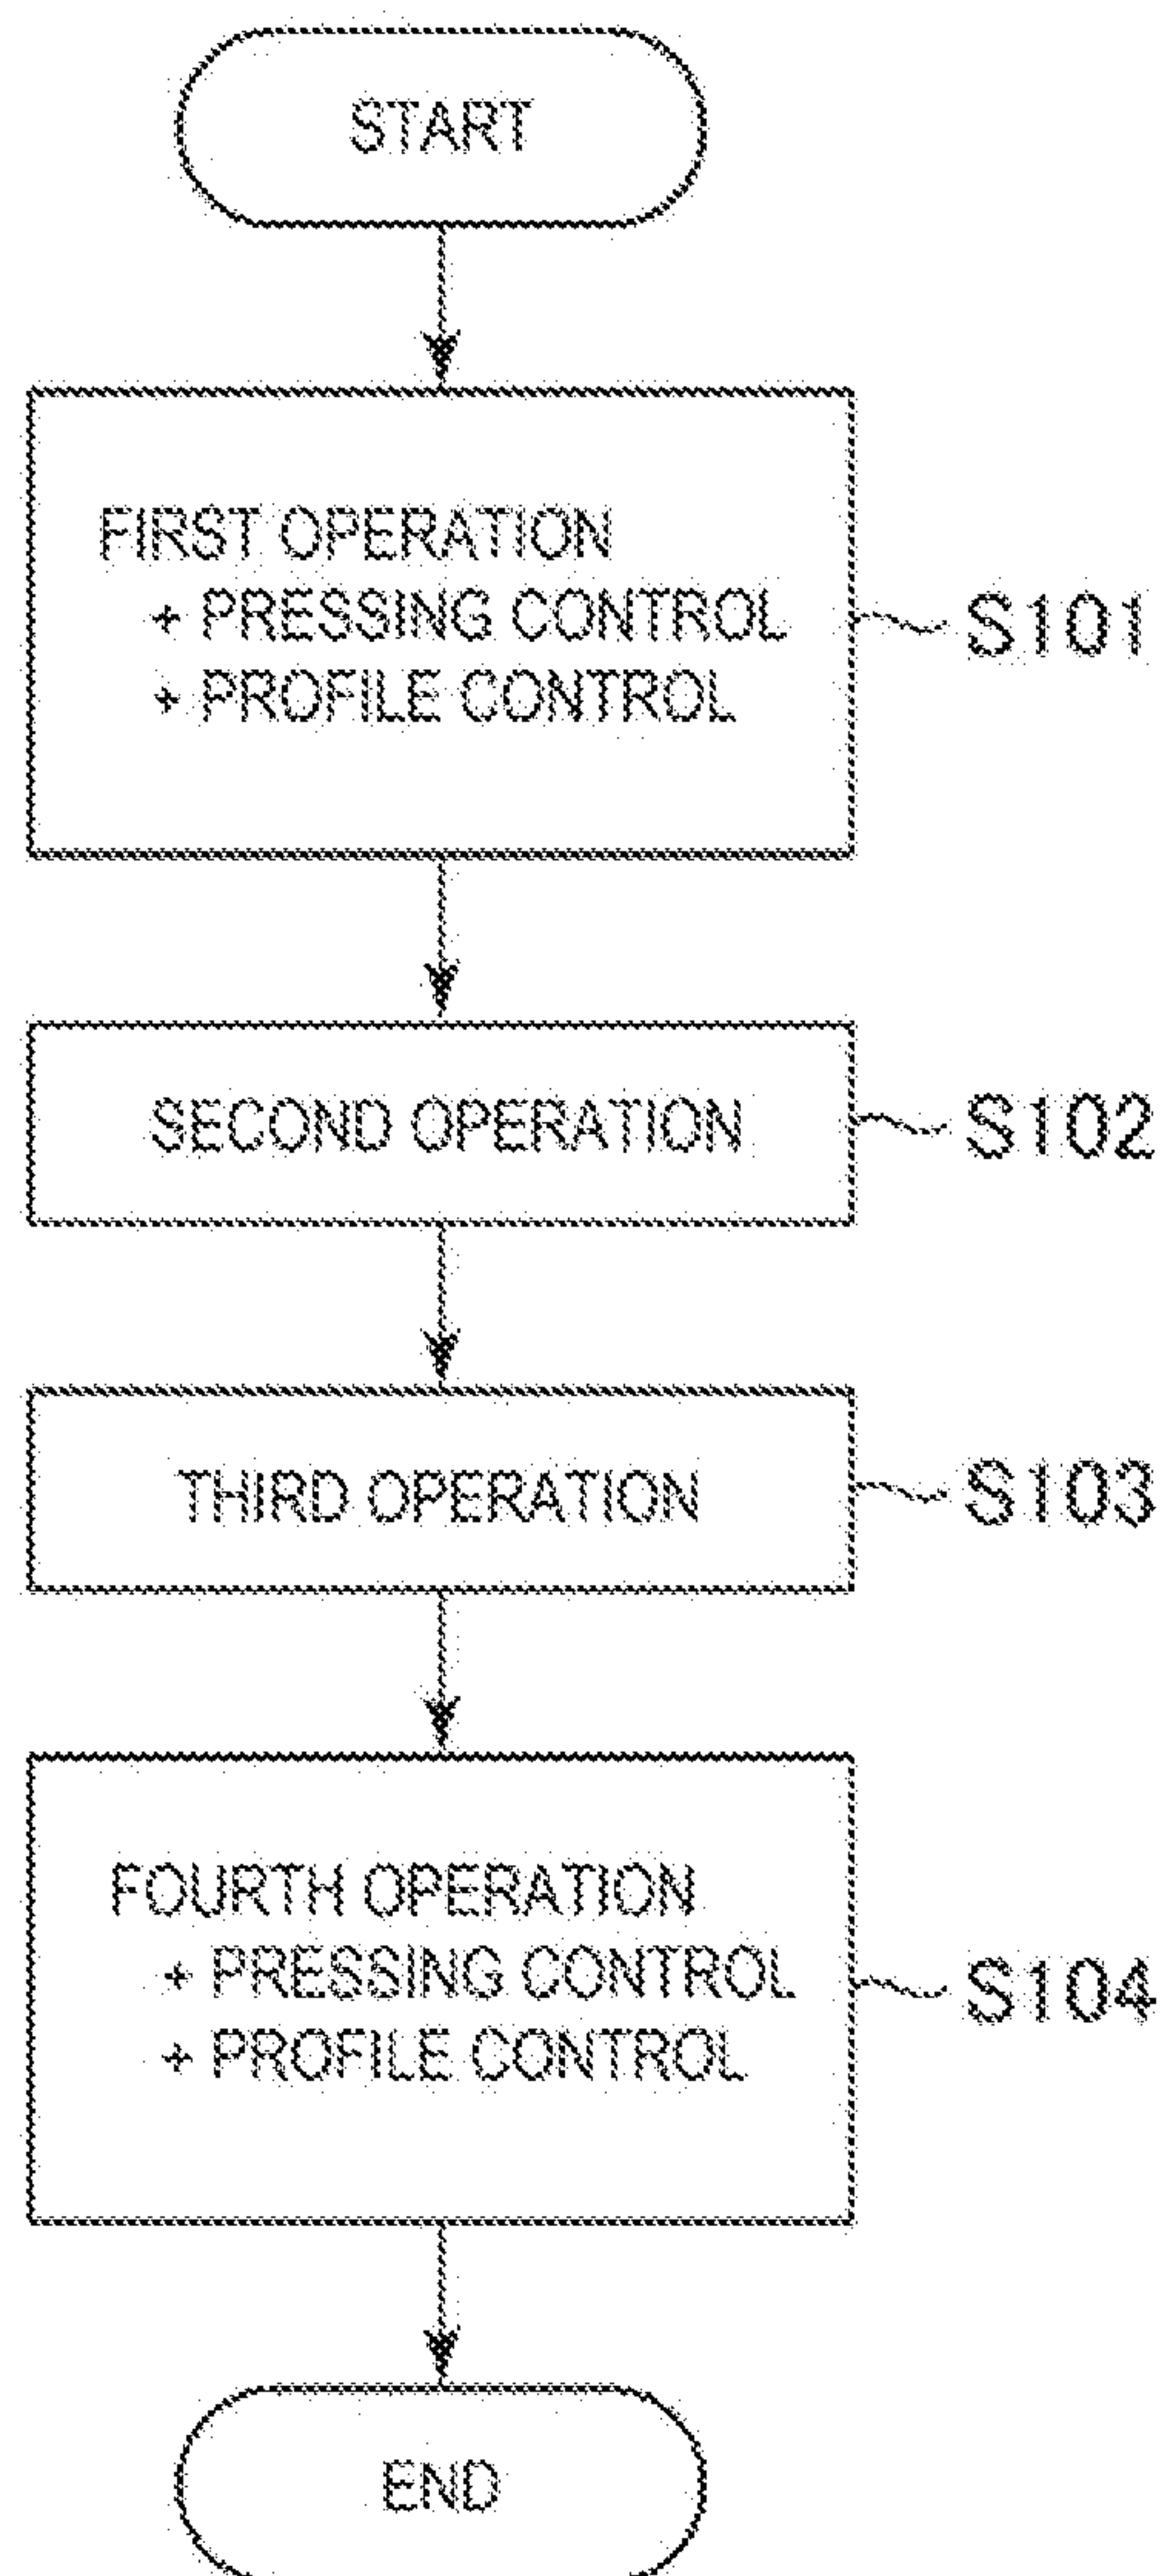 START
FIRST OPERATION
+ PRESSING CONTROL
+ PROFILE CONTROL
S101
SECOND OPERATION
S102
THIRD OPERATION
S103
FOURTH OPERATION
+ PRESSING CONTROL
+ PROFILE CONTROL
S104
END